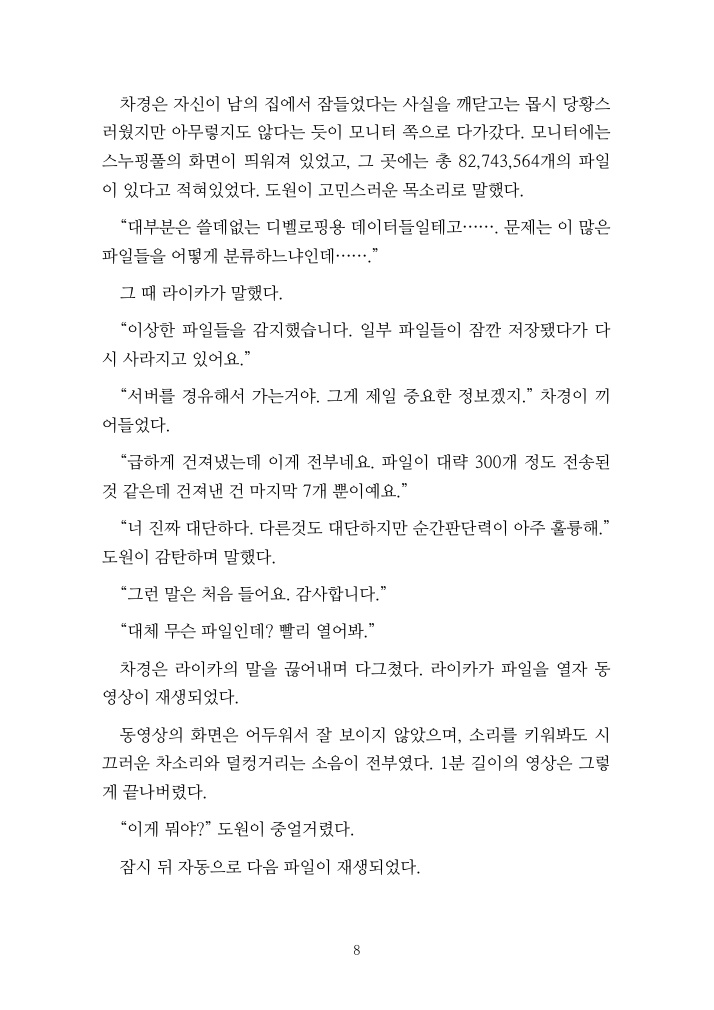 차경은 자신이 남의 집에서 잠들었다는 사실을 깨닫고는 몹시 당황스
러웠지만 아무렇지도 않다는 듯이 모니터 쪽으로 다가갔다. 모니터에는
스누핑풀의 화면이 띄워져 있었고, 그 곳에는 총 82,743,564개의 파일
이 있다고 적혀있었다. 도원이 고민스러운 목소리로 말했다.
“대부분은 쓸데없는 디벨로핑용 데이터들일테고……. 문제는 이 많은
파일들을 어떻게 분류하느냐인데…….”
그 때 라이카가 말했다.
“이상한 파일들을 감지했습니다. 일부 파일들이 잠깐 저장됐다가 다
시 사라지고 있어요.”
“서버를 경유해서 가는거야. 그게 제일 중요한 정보겠지.” 차경이 끼
어들었다.
“급하게 건져냈는데 이게 전부네요. 파일이 대략 300개 정도 전송된
것 같은데 건져낸 건 마지막 7개 뿐이예요.”
“너 진짜 대단하다. 다른것도 대단하지만 순간판단력이 아주 훌륭해.”
도원이 감탄하며 말했다.
“그런 말은 처음 들어요. 감사합니다.”
“대체 무슨 파일인데? 빨리 열어봐.”
차경은 라이카의 말을 끊어내며 다그쳤다. 라이카가 파일을 열자 동
영상이 재생되었다.
동영상의 화면은 어두워서 잘 보이지 않았으며, 소리를 키워봐도 시
끄러운 차소리와 덜컹거리는 소음이 전부였다. 1분 길이의 영상은 그렇
게 끝나버렸다.
“이게 뭐야?” 도원이 중얼거렸다.
잠시 뒤 자동으로 다음 파일이 재생되었다.
8